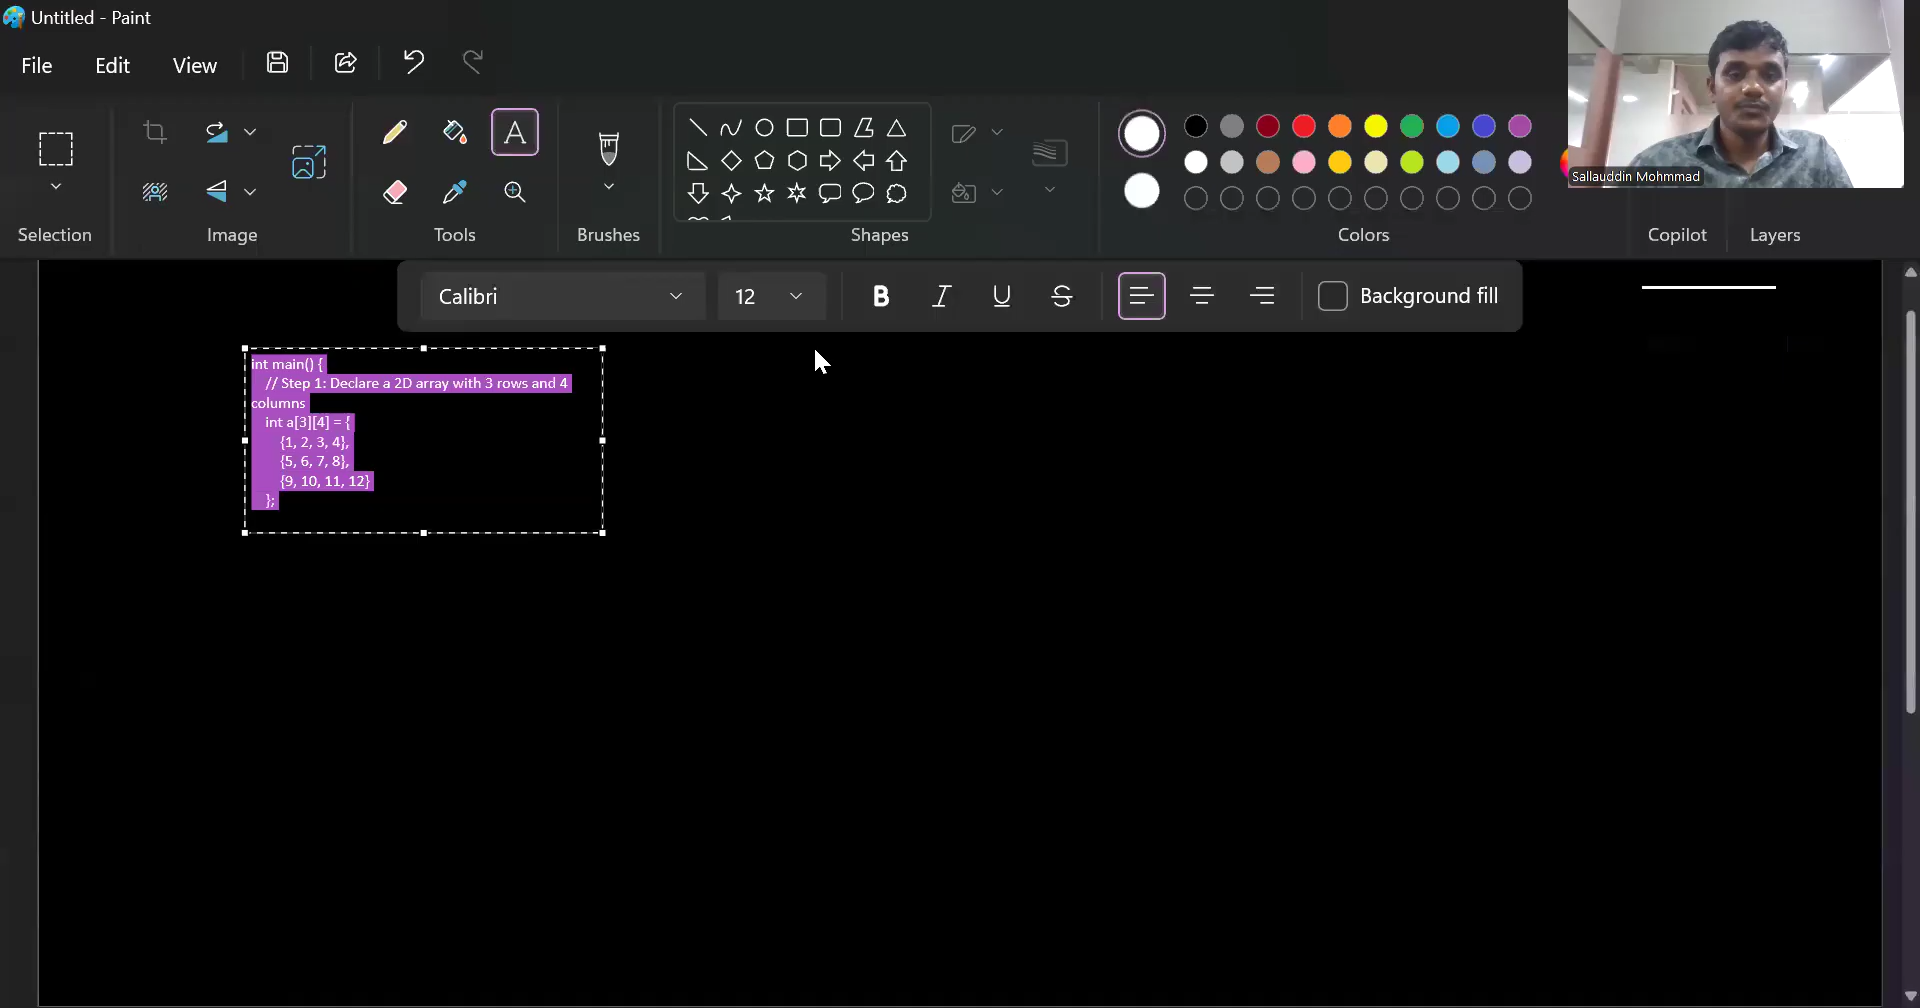 Untitled - Paint
File Edit View
Selection Image Tools Brushes Shapes Colors Copilot Layers
Sallauddin Mohmmad
Calibri 12 B I U S Background fill
int main() {
// Step 1: Declare a 2D array with 3 rows and 4
columns
int a[3][4] = {
{1, 2, 3, 4},
{5, 6, 7, 8},
{9, 10, 11, 12}
};